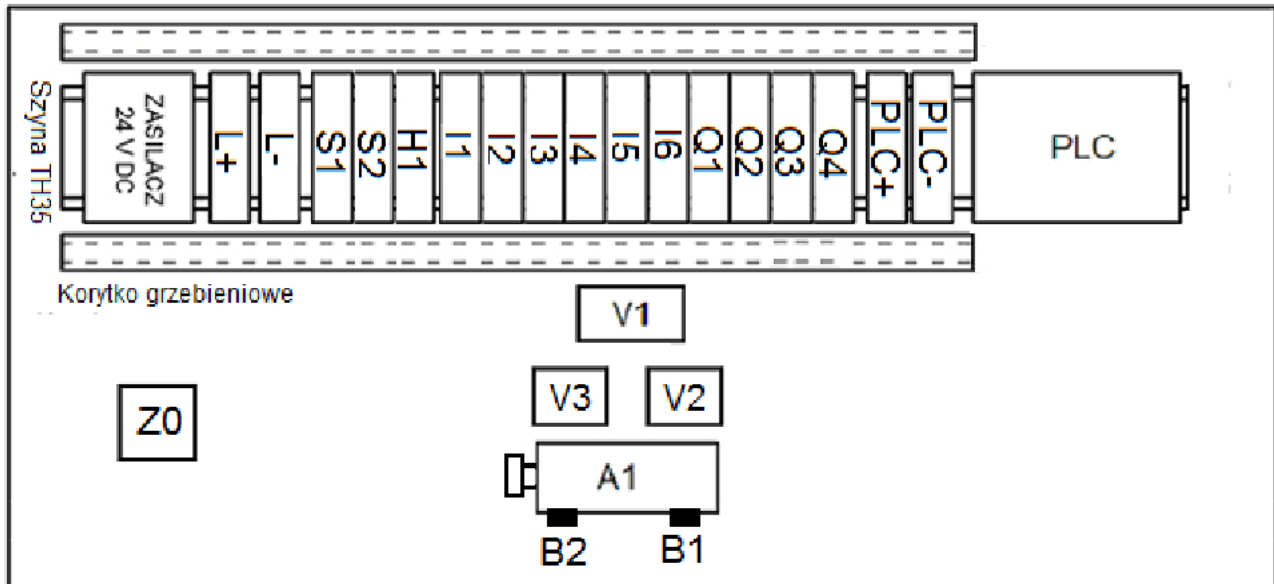 Szyna TH35
ZASILACZ
24 V DC
L+
L-
S1
S2
H1
I1
I2
I3
I4
I5
I6
Q1
Q2
Q3
Q4
PLC+
PLC-
PLC
Korytko grzebieniowe
V1
V3
V2
Z0
A1
B2
B1